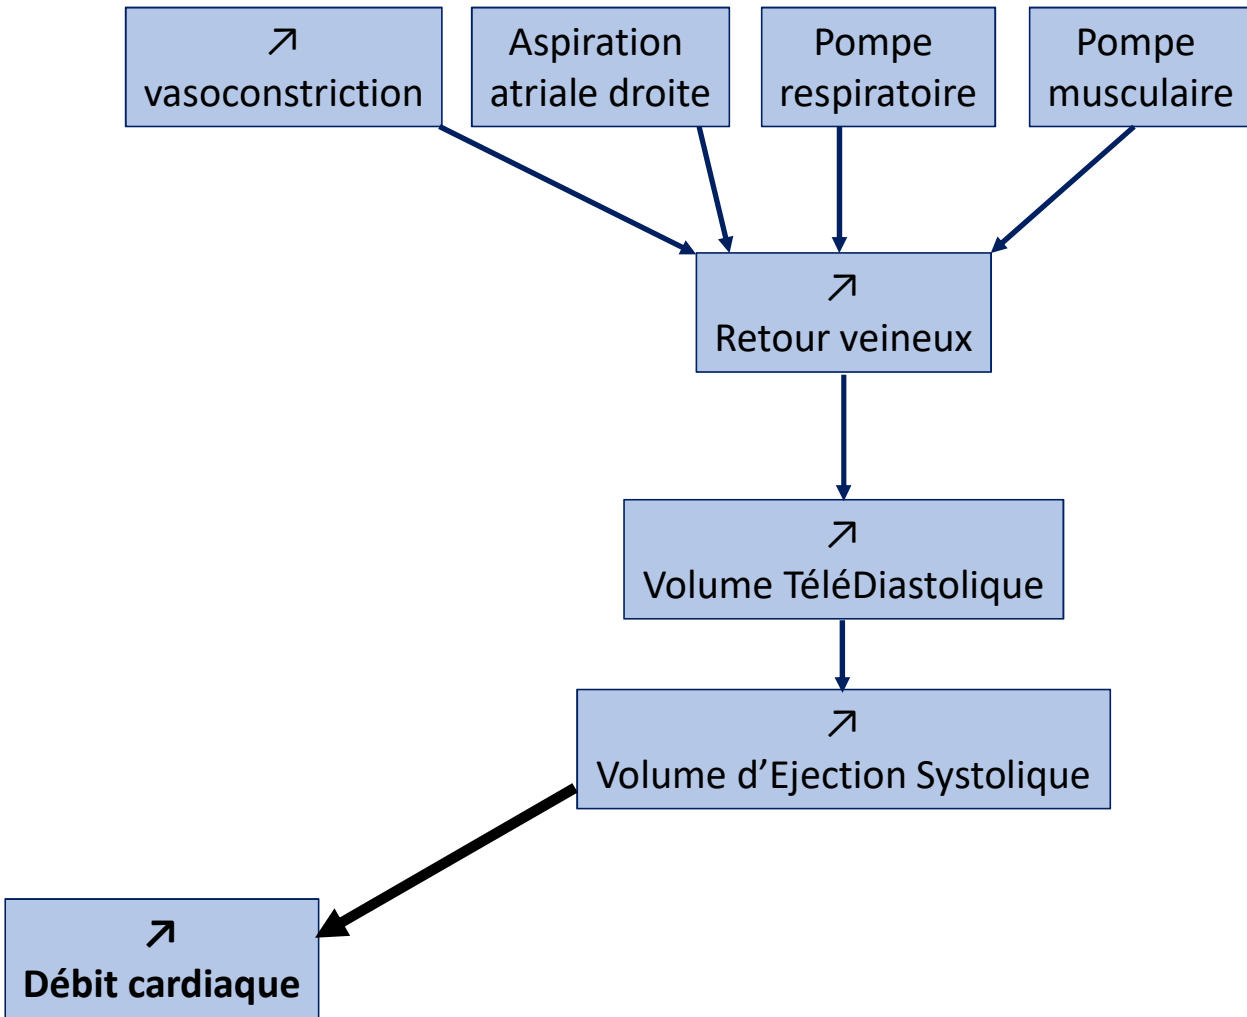 ↗
vasoconstriction
Aspiration
atriale droite
Pompe
respiratoire
Pompe
musculaire
↗
Retour veineux
↗
Volume TéléDiastolique
↗
Volume d’Ejection Systolique
↗
Débit cardiaque